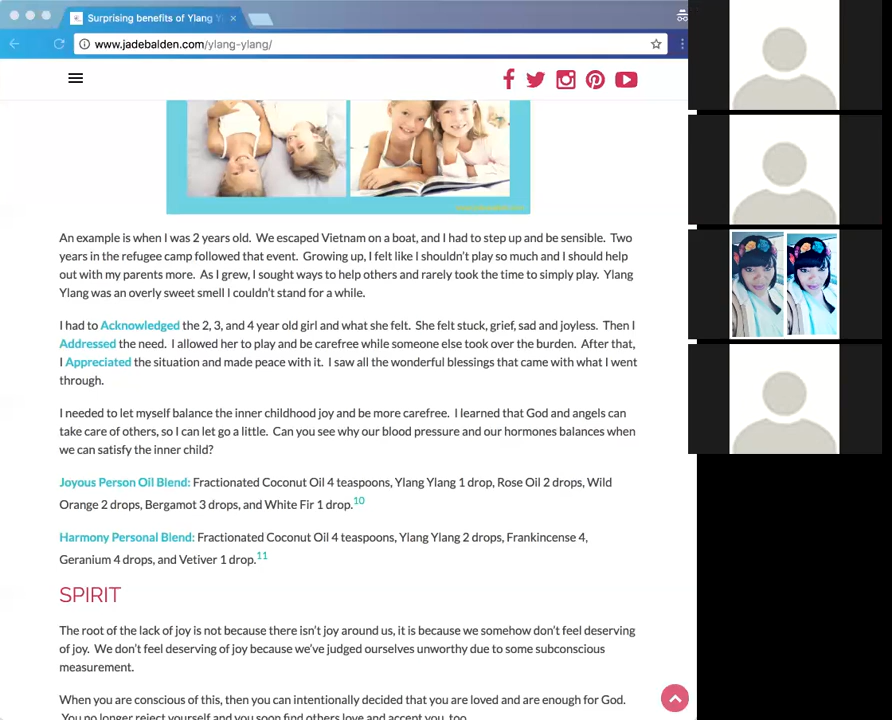 Surprising benefits of Ylang Y
www.jadebalden.com/ylang-ylang/
An example is when I was 2 years old. We escaped Vietnam on a boat, and I had to step up and be sensible. Two
years in the refugee camp followed that event. Growing up, I felt like I shouldn't play so much and I should help
out with my parents more. As I grew, I sought ways to help others and rarely took the time to simply play. Ylang
Ylang was an overly sweet smell I couldn't stand for a while.
I had to Acknowledged the 2, 3, and 4 year old girl and what she felt. She felt stuck, grief, sad and joyless. Then I
Addressed the need. I allowed her to play and be carefree while someone else took over the burden. After that,
I Appreciated the situation and made peace with it. I saw all the wonderful blessings that came with what I went
through.
I needed to let myself balance the inner childhood joy and be more carefree. I learned that God and angels can
take care of others, so I can let go a little. Can you see why our blood pressure and our hormones balances when
we can satisfy the inner child?
Joyous Person Oil Blend: Fractionated Coconut Oil 4 teaspoons, Ylang Ylang 1 drop, Rose Oil 2 drops, Wild
Orange 2 drops, Bergamot 3 drops, and White Fir 1 drop.10
Harmony Personal Blend: Fractionated Coconut Oil 4 teaspoons, Ylang Ylang 2 drops, Frankincense 4,
Geranium 4 drops, and Vetiver 1 drop.11
SPIRIT
The root of the lack of joy is not because there isn't joy around us, it is because we somehow don't feel deserving
of joy. We don't feel deserving of joy because we've judged ourselves unworthy due to some subconscious
measurement.
When you are conscious of this, then you can intentionally decided that you are loved and are enough for God.
You no longer reject yourself and you soon find others love and accept you, too.